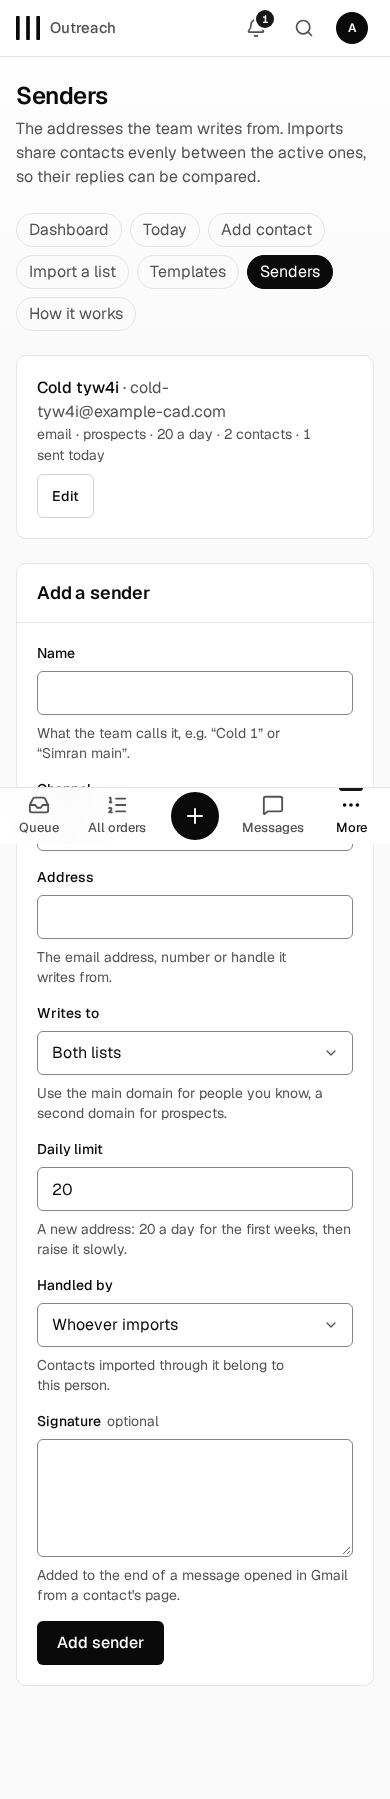 Outreach
1
A
Senders
The addresses the team writes from. Imports
share contacts evenly between the active ones,
so their replies can be compared.
Dashboard
Today
Add contact
Import a list
Templates
Senders
How it works
Cold tyw4i · cold-
tyw4i@example-cad.com
email · prospects · 20 a day · 2 contacts · 1
sent today
Edit
Add a sender
Name
What the team calls it, e.g. “Cold 1” or
“Simran main”.
Queue
All orders
Messages
More
Address
The email address, number or handle it
writes from.
Writes to
Both lists
Use the main domain for people you know, a
second domain for prospects.
Daily limit
20
A new address: 20 a day for the first weeks, then
raise it slowly.
Handled by
Whoever imports
Contacts imported through it belong to
this person.
Signature optional
Added to the end of a message opened in Gmail
from a contact's page.
Add sender